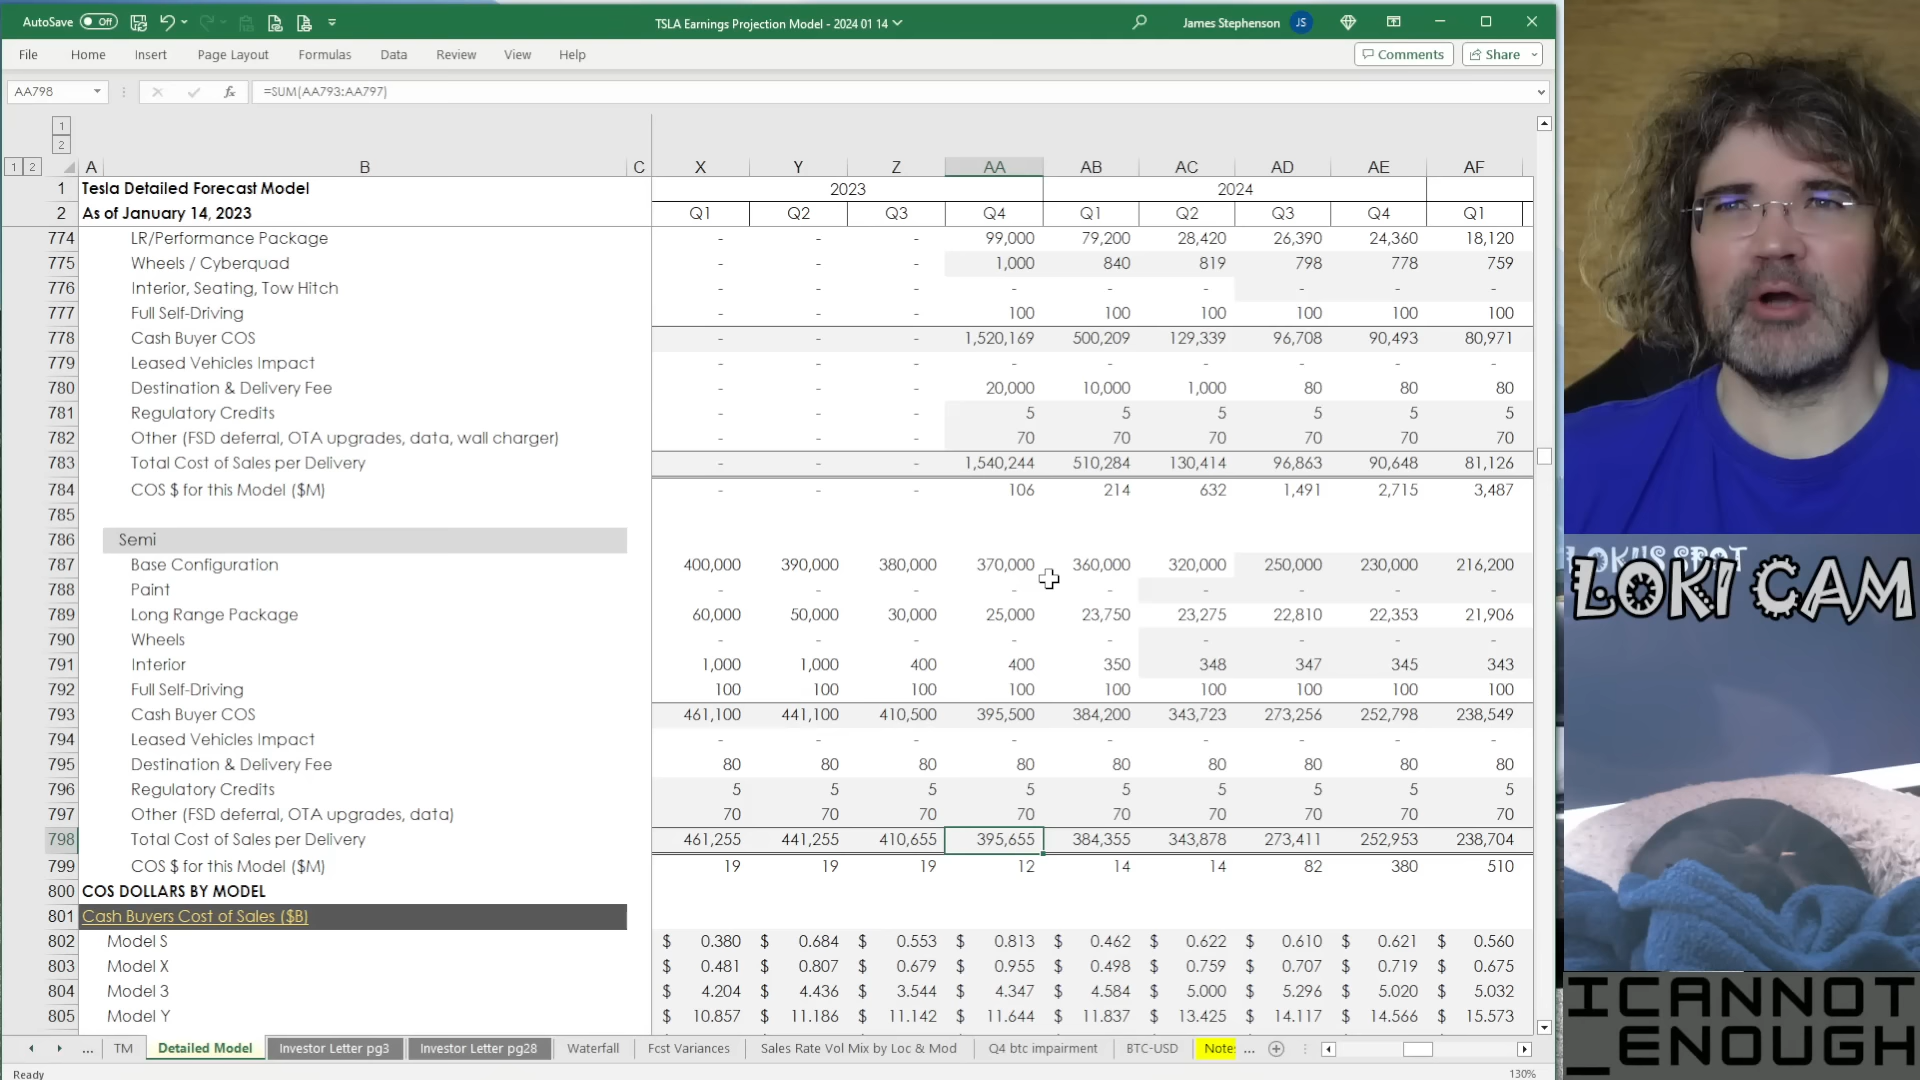 AutoSave Off TSLA Earnings Projection Model - 2024 01 14 James Stephenson JS
File Home Insert Page Layout Formulas Data Review View Help Comments Share
AA798 fx =SUM(AA793:AA797)
1
2
1 2 A B C X Y Z AA AB AC AD AE AF
1 Tesla Detailed Forecast Model 2023 2024
2 As of January 14, 2023 Q1 Q2 Q3 Q4 Q1 Q2 Q3 Q4 Q1
774 LR/Performance Package - - - 99,000 79,200 28,420 26,390 24,360 18,120
775 Wheels / Cyberquad - - - 1,000 840 819 798 778 759
776 Interior, Seating, Tow Hitch - - - - - - - - -
777 Full Self-Driving - - - 100 100 100 100 100 100
778 Cash Buyer COS - - - 1,520,169 500,209 129,339 96,708 90,493 80,971
779 Leased Vehicles Impact - - - - - - - - -
780 Destination & Delivery Fee - - - 20,000 10,000 1,000 80 80 80
781 Regulatory Credits - - - 5 5 5 5 5 5
782 Other (FSD deferral, OTA upgrades, data, wall charger) - - - 70 70 70 70 70 70
783 Total Cost of Sales per Delivery - - - 1,540,244 510,284 130,414 96,863 90,648 81,126
784 COS $ for this Model ($M) - - - 106 214 632 1,491 2,715 3,487
785
786 Semi
787 Base Configuration 400,000 390,000 380,000 370,000 360,000 320,000 250,000 230,000 216,200
788 Paint - - - - - - - - -
789 Long Range Package 60,000 50,000 30,000 25,000 23,750 23,275 22,810 22,353 21,906
790 Wheels - - - - - - - - -
791 Interior 1,000 1,000 400 400 350 348 347 345 343
792 Full Self-Driving 100 100 100 100 100 100 100 100 100
793 Cash Buyer COS 461,100 441,100 410,500 395,500 384,200 343,723 273,256 252,798 238,549
794 Leased Vehicles Impact - - - - - - - - -
795 Destination & Delivery Fee 80 80 80 80 80 80 80 80 80
796 Regulatory Credits 5 5 5 5 5 5 5 5 5
797 Other (FSD deferral, OTA upgrades, data) 70 70 70 70 70 70 70 70 70
798 Total Cost of Sales per Delivery 461,255 441,255 410,655 395,655 384,355 343,878 273,411 252,953 238,704
799 COS $ for this Model ($M) 19 19 19 12 14 14 82 380 510
800 COS DOLLARS BY MODEL
801 Cash Buyers Cost of Sales ($B)
802 Model S $ 0.380 $ 0.684 $ 0.553 $ 0.813 $ 0.462 $ 0.622 $ 0.610 $ 0.621 $ 0.560
803 Model X $ 0.481 $ 0.807 $ 0.679 $ 0.955 $ 0.498 $ 0.759 $ 0.707 $ 0.719 $ 0.675
804 Model 3 $ 4.204 $ 4.436 $ 3.544 $ 4.347 $ 4.584 $ 5.000 $ 5.296 $ 5.020 $ 5.032
805 Model Y $ 10.857 $ 11.186 $ 11.142 $ 11.644 $ 11.837 $ 13.425 $ 14.117 $ 14.566 $ 15.573
... TM Detailed Model Investor Letter pg3 Investor Letter pg28 Waterfall Fcst Variances Sales Rate Vol Mix by Loc & Mod Q4 btc impairment BTC-USD Notes ...
Ready 130%
LOKI'S SPOT
LOKI CAM
ICANNOT
_ENOUGH